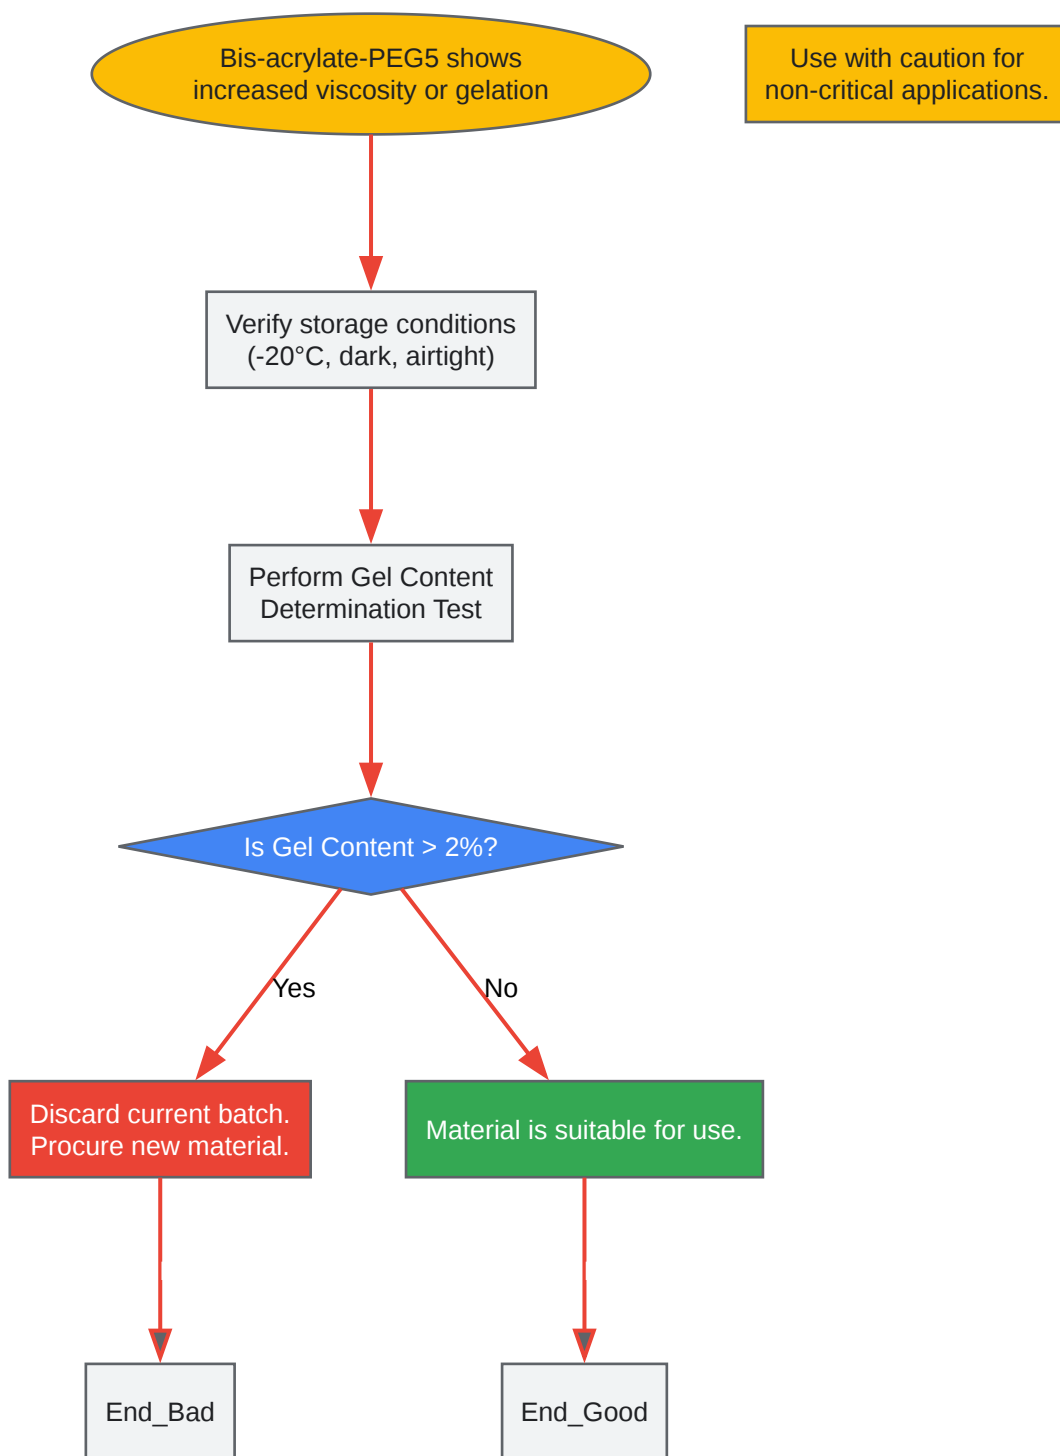 Bis-acrylate-PEG5 shows
increased viscosity or gelation
Use with caution for
non-critical applications.
Verify storage conditions
(-20°C, dark, airtight)
Perform Gel Content
Determination Test
Is Gel Content > 2%?
Yes
No
Discard current batch.
Procure new material.
Material is suitable for use.
End_Bad
End_Good